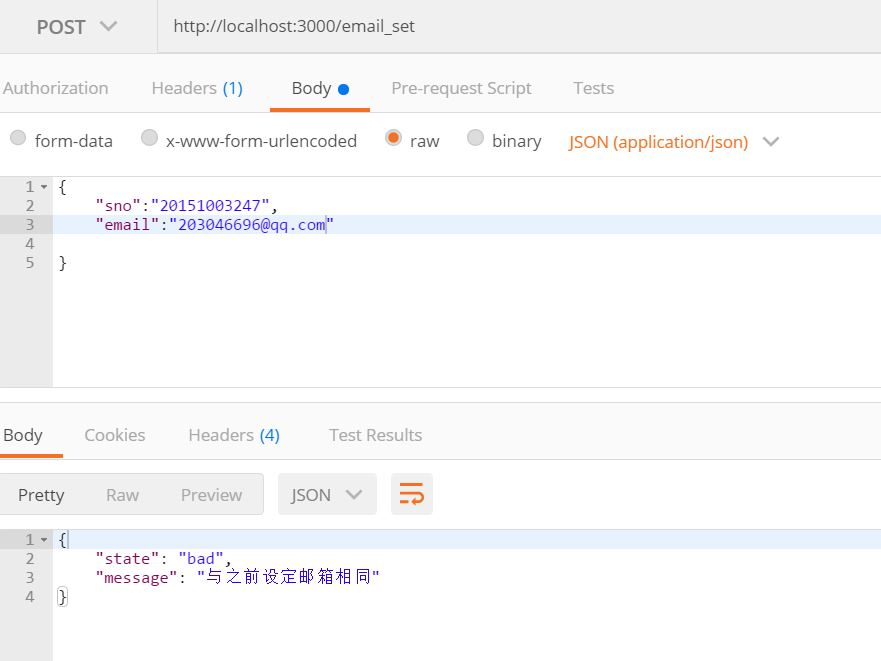 POST http://localhost:3000/email_set
Authorization Headers (1) Body Pre-request Script Tests
form-data x-www-form-urlencoded raw binary JSON (application/json)
1 {
2 "sno":"20151003247",
3 "email":"203046696@qq.com"
4
5 }
Body Cookies Headers (4) Test Results
Pretty Raw Preview JSON
1 {
2 "state": "bad",
3 "message": "与之前设定邮箱相同"
4 }